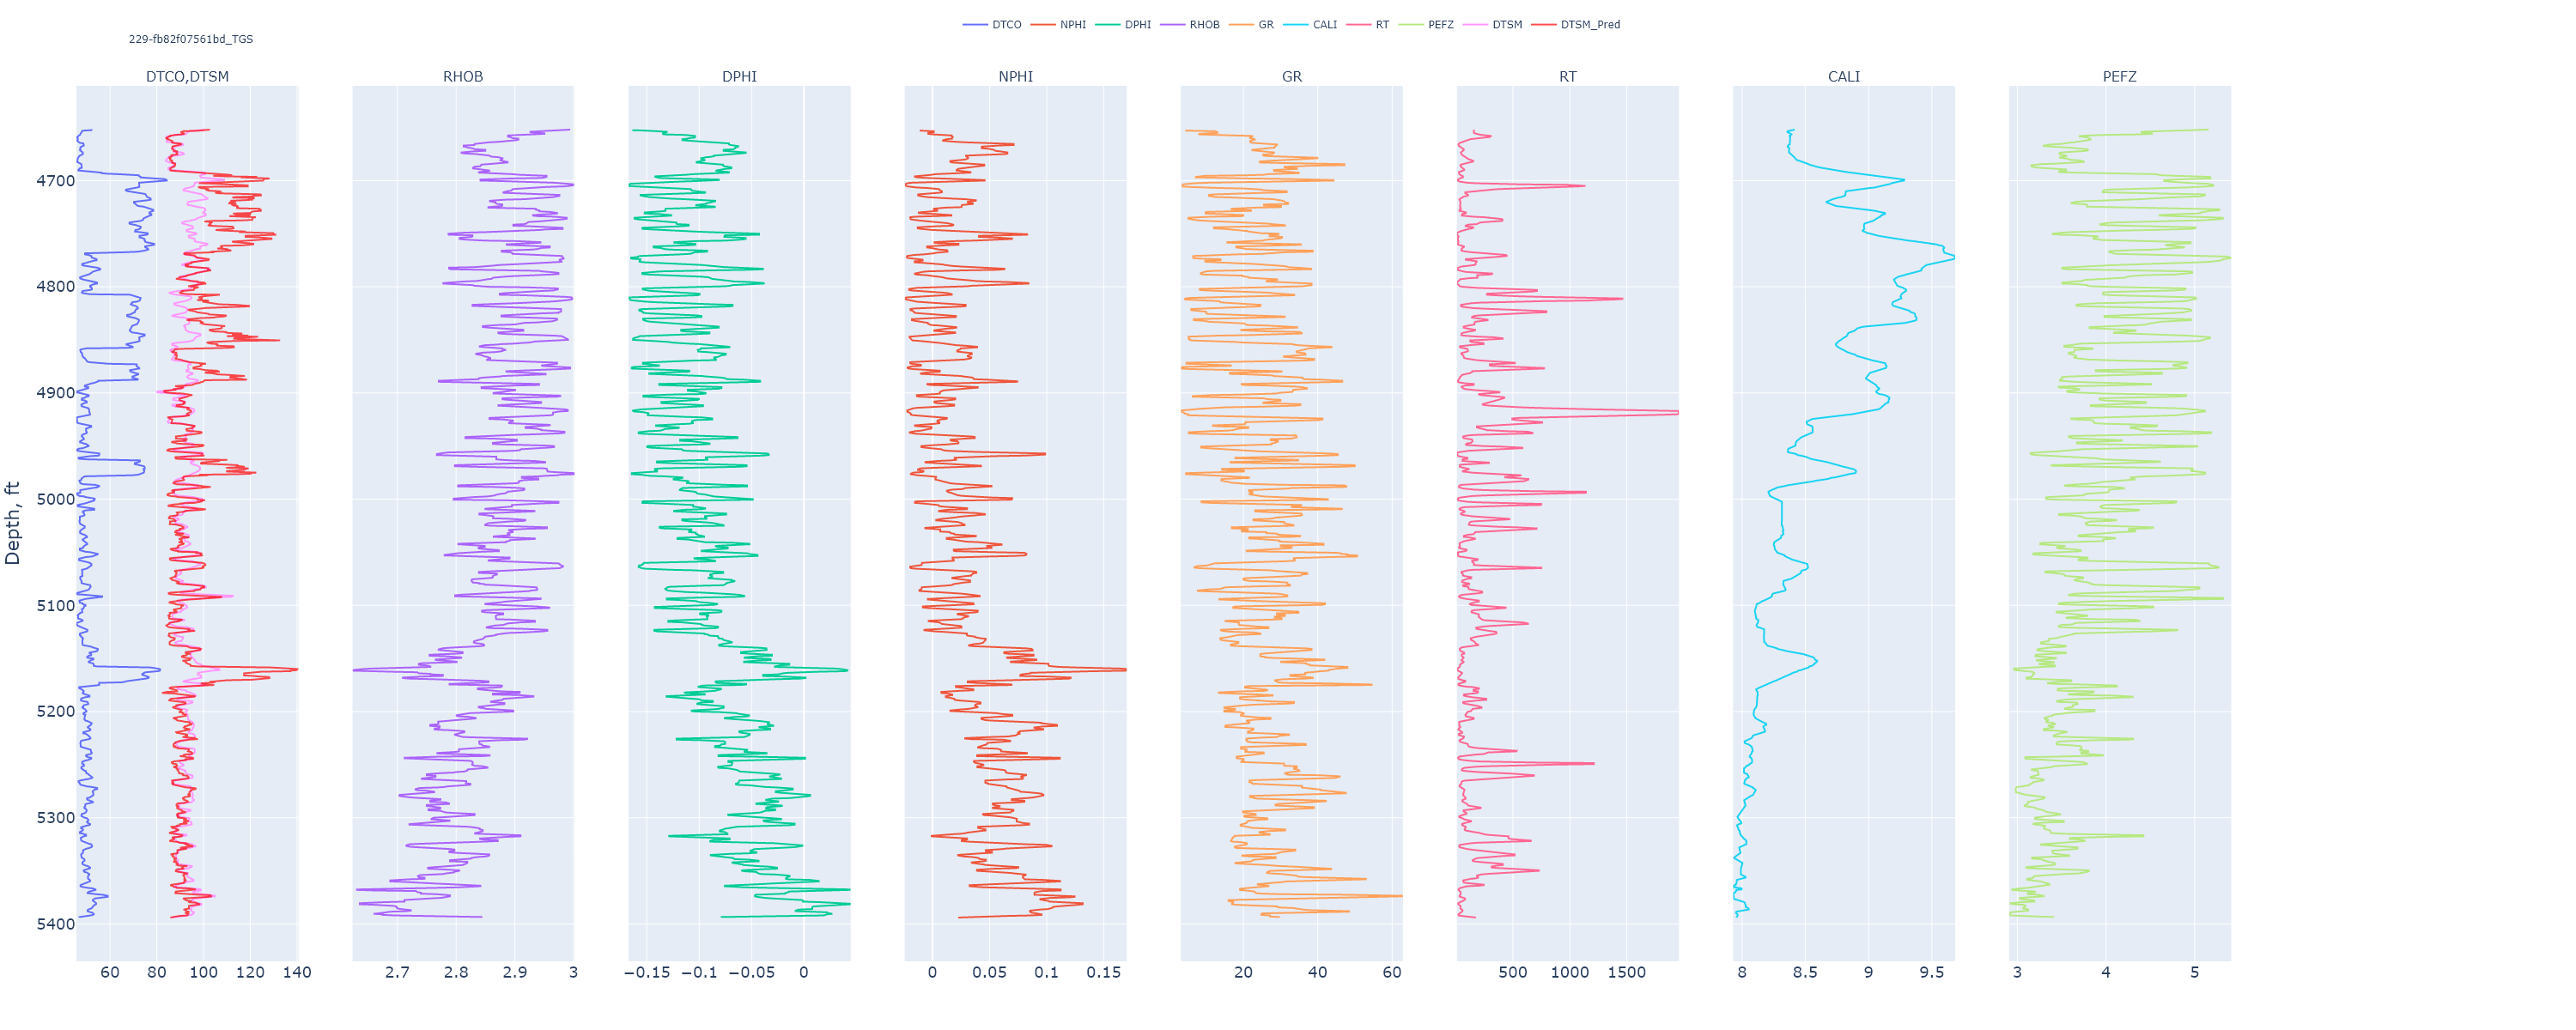 DTCO NPHI DPHI RHOB GR CALI RT PEFZ DTSM DTSM_Pred
229-fb82f07561bd_TGS
DTCO,DTSM RHOB DPHI NPHI GR RT CALI PEFZ
4700
4800
4900
5000
5100
5200
5300
5400
Depth, ft
60 80 100 120 140 2.7 2.8 2.9 3 −0.15 −0.1 −0.05 0 0 0.05 0.1 0.15 20 40 60 500 1000 1500 8 8.5 9 9.5 3 4 5